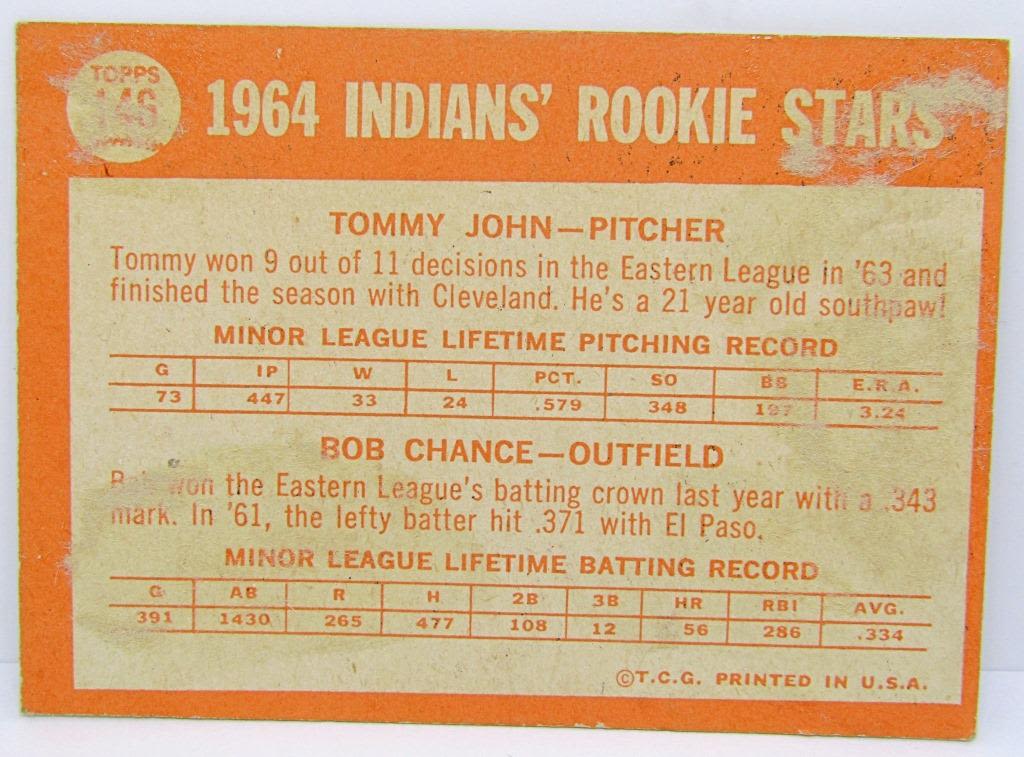 TOPPS
146
1964 INDIANS' ROOKIE STARS
TOMMY JOHN—PITCHER
Tommy won 9 out of 11 decisions in the Eastern League in '63 and
finished the season with Cleveland. He's a 21 year old southpaw!
MINOR LEAGUE LIFETIME PITCHING RECORD
G IP W L PCT. SO BB E.R.A.
73 447 33 24 .579 348 3.24
BOB CHANCE—OUTFIELD
Bob won the Eastern League's batting crown last year with a .343
mark. In '61, the lefty batter hit .371 with El Paso.
MINOR LEAGUE LIFETIME BATTING RECORD
G AB R H 2B 3B HR RBI AVG.
391 1430 265 477 108 12 56 286 .334
©T.C.G. PRINTED IN U.S.A.